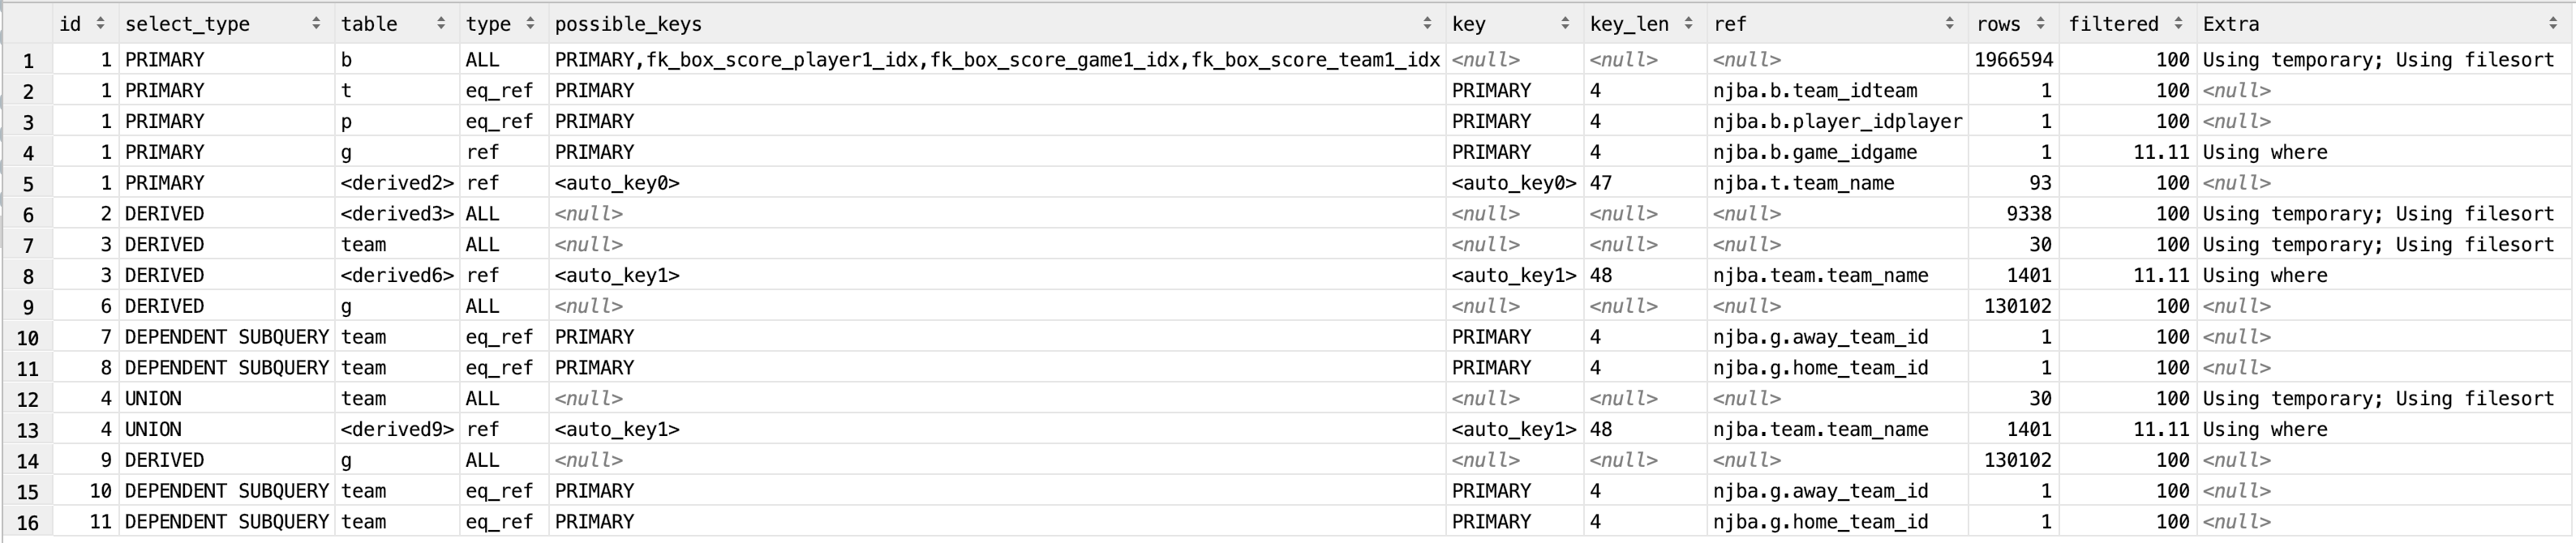 id select_type table type possible_keys key key_len ref rows filtered Extra
1 1 PRIMARY b ALL PRIMARY,fk_box_score_player1_idx,fk_box_score_game1_idx,fk_box_score_team1_idx <null> <null> <null> 1966594 100 Using temporary; Using filesort
2 1 PRIMARY t eq_ref PRIMARY PRIMARY 4 njba.b.team_idteam 1 100 <null>
3 1 PRIMARY p eq_ref PRIMARY PRIMARY 4 njba.b.player_idplayer 1 100 <null>
4 1 PRIMARY g ref PRIMARY PRIMARY 4 njba.b.game_idgame 1 11.11 Using where
5 1 PRIMARY <derived2> ref <auto_key0> <auto_key0> 47 njba.t.team_name 93 100 <null>
6 2 DERIVED <derived3> ALL <null> <null> <null> <null> 9338 100 Using temporary; Using filesort
7 3 DERIVED team ALL <null> <null> <null> <null> 30 100 Using temporary; Using filesort
8 3 DERIVED <derived6> ref <auto_key1> <auto_key1> 48 njba.team.team_name 1401 11.11 Using where
9 6 DERIVED g ALL <null> <null> <null> <null> 130102 100 <null>
10 7 DEPENDENT SUBQUERY team eq_ref PRIMARY PRIMARY 4 njba.g.away_team_id 1 100 <null>
11 8 DEPENDENT SUBQUERY team eq_ref PRIMARY PRIMARY 4 njba.g.home_team_id 1 100 <null>
12 4 UNION team ALL <null> <null> <null> <null> 30 100 Using temporary; Using filesort
13 4 UNION <derived9> ref <auto_key1> <auto_key1> 48 njba.team.team_name 1401 11.11 Using where
14 9 DERIVED g ALL <null> <null> <null> <null> 130102 100 <null>
15 10 DEPENDENT SUBQUERY team eq_ref PRIMARY PRIMARY 4 njba.g.away_team_id 1 100 <null>
16 11 DEPENDENT SUBQUERY team eq_ref PRIMARY PRIMARY 4 njba.g.home_team_id 1 100 <null>